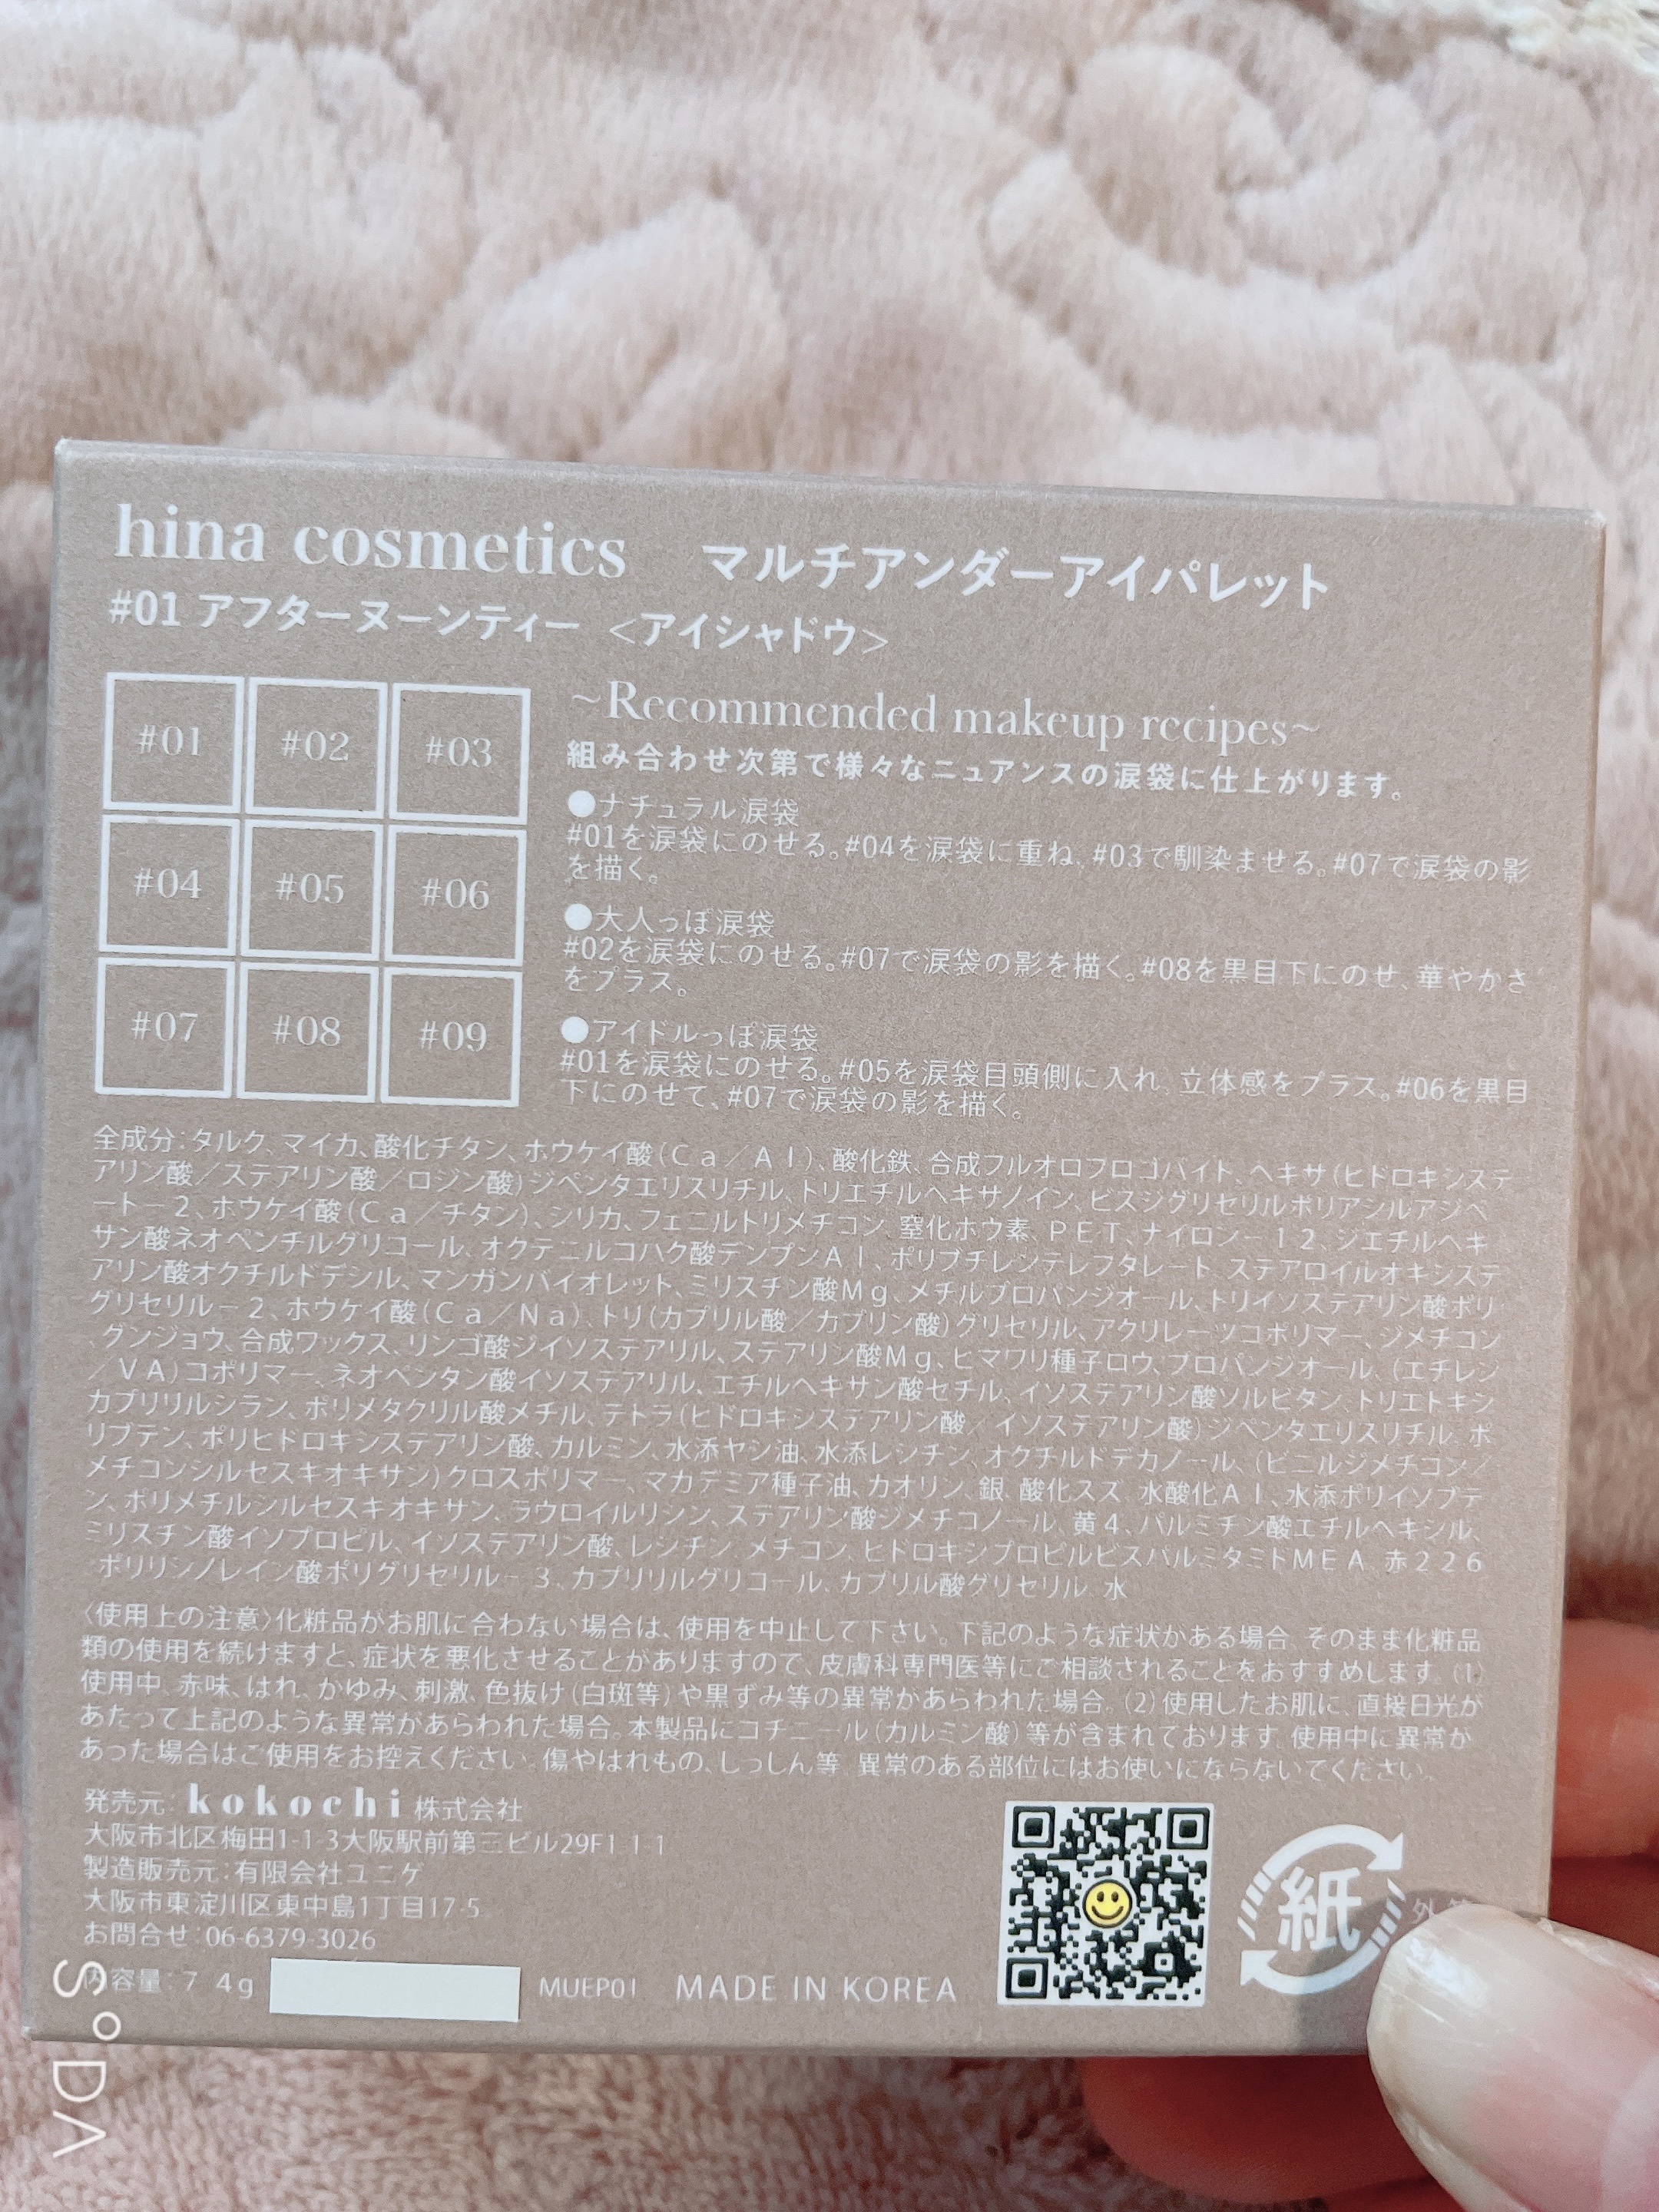 hina cosmetics マルチアンダーアイパレット
#01 アフターヌーンティー <アイシャドウ>
#01 #02 #03
#04 #05 #06
#07 #08 #09
~Recommended makeup recipes~
組み合わせ次第で様々なニュアンスの涙袋に仕上がります。
●ナチュラル涙袋
#01を涙袋にのせる。#04を涙袋に重ね、#03で馴染ませる。#07で涙袋の影
を描く。
●大人っぽ涙袋
#02を涙袋にのせる。#07で涙袋の影を描く。#08を黒目下にのせ、華やかさ
をプラス。
●アイドルっぽ涙袋
#01を涙袋にのせる。#05を涙袋目頭側に入れ、立体感をプラス。#06を黒目
下にのせて、#07で涙袋の影を描く。
全成分：タルク、マイカ、酸化チタン、ホウケイ酸（Ｃａ／Ａｌ）、酸化鉄、合成フルオロフロゴパイト、ヘキサ（ヒドロキシステ
アリン酸／ステアリン酸／ロジン酸）ジペンタエリスリチル、トリエチルヘキサノイン、ビスジグリセリルポリアシルアジペ
ート－２、ホウケイ酸（Ｃａ／チタン）、シリカ、フェニルトリメチコン、窒化ホウ素、ＰＥＴ、ナイロン－１２、ジエチルヘキ
サン酸ネオペンチルグリコール、オクテニルコハク酸デンプンＡｌ、ポリブチレンテレフタレート、ステアロイルオキシステ
アリン酸オクチルドデシル、マンガンバイオレット、ミリスチン酸Ｍｇ、メチルプロパンジオール、トリイソステアリン酸ポリ
グリセリル－２、ホウケイ酸（Ｃａ／Ｎａ）、トリ（カプリル酸／カプリン酸）グリセリル、アクリレーツコポリマー、ジメチコン
、グンジョウ、合成ワックス、リンゴ酸ジイソステアリル、ステアリン酸Ｍｇ、ヒマワリ種子ロウ、プロパンジオール、（エチレン
／ＶＡ）コポリマー、ネオペンタン酸イソステアリル、エチルヘキサン酸セチル、イソステアリン酸ソルビタン、トリエトキシ
カプリリルシラン、ポリメタクリル酸メチル、テトラ（ヒドロキシステアリン酸／イソステアリン酸）ジペンタエリスリチル、ポ
リブテン、ポリヒドロキシステアリン酸、カルミン、水添ヤシ油、水添レシチン、オクチルドデカノール、（ビニルジメチコン／
メチコンシルセスキオキサン）クロスポリマー、マカデミア種子油、カオリン、銀、酸化スズ、水酸化Ａｌ、水添ポリイソブテ
ン、ポリメチルシルセスキオキサン、ラウロイルリシン、ステアリン酸ジメチコノール、黄４、パルミチン酸エチルヘキシル、
ミリスチン酸イソプロピル、イソステアリン酸、レシチン、メチコン、ヒドロキシプロピルビスパルミタミドＭＥＡ、赤２２６
、ポリリシノレイン酸ポリグリセリル－３、カプリリルグリコール、カプリル酸グリセリル、水
〈使用上の注意〉化粧品がお肌に合わない場合は、使用を中止して下さい。下記のような症状がある場合、そのまま化粧品
類の使用を続けますと、症状を悪化させることがありますので、皮膚科専門医等にご相談されることをおすすめします。(1)
使用中、赤味、はれ、かゆみ、刺激、色抜け（白斑等）や黒ずみ等の異常があらわれた場合。(2)使用したお肌に、直接日光が
あたって上記のような異常があらわれた場合。本製品にコチニール（カルミン酸）等が含まれております。使用中に異常が
あった場合はご使用をお控えください。傷やはれもの、しっしん等、異常のある部位にはお使いにならないでください。
発売元：kokochi株式会社
大阪市北区梅田1-1-3大阪駅前第三ビル29F1-1-1
製造販売元：有限会社ユニゲ
大阪市東淀川区東中島1丁目17-5
お問合せ：06-6379-3026
内容量：7.4g MUEP01 MADE IN KOREA
紙 外
SODA